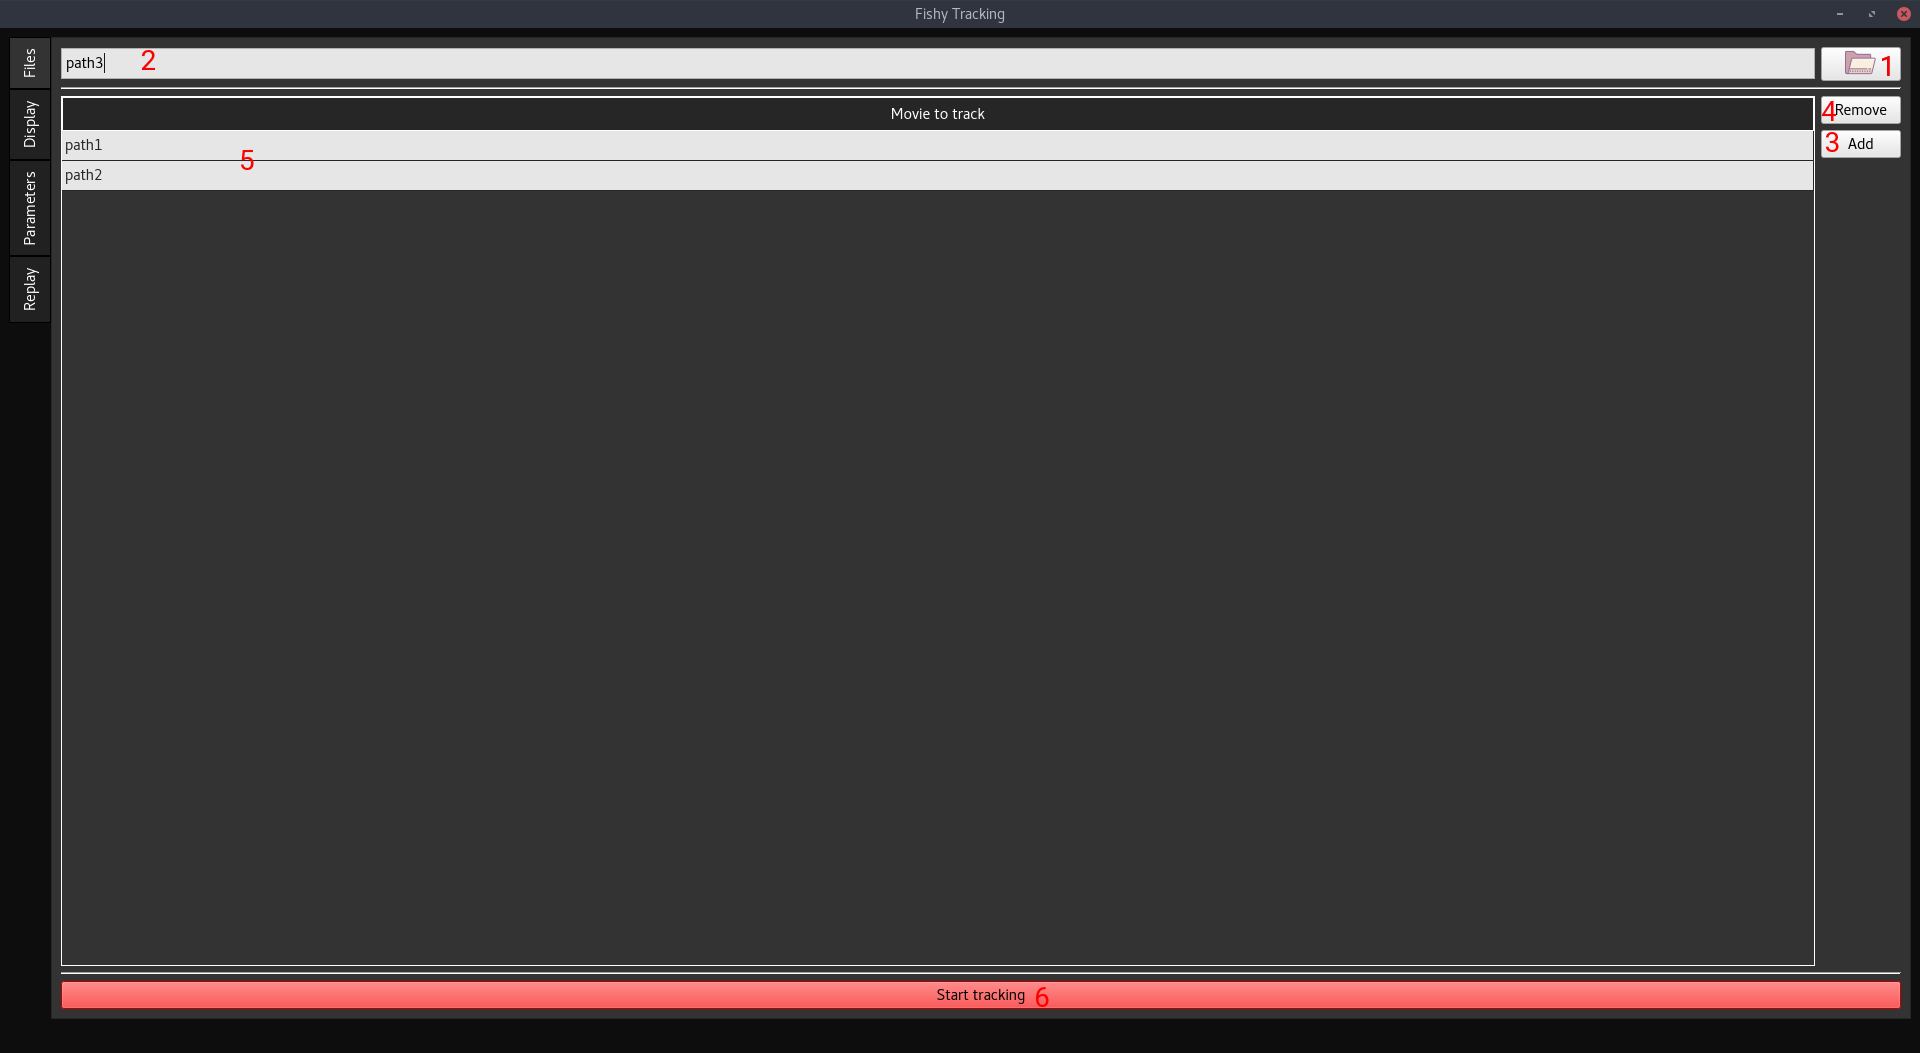 Fishy Tracking
Files
Display
Parameters
Replay
path3 2
1
Movie to track
4 Remove
3 Add
path1
5
path2
Start tracking 6